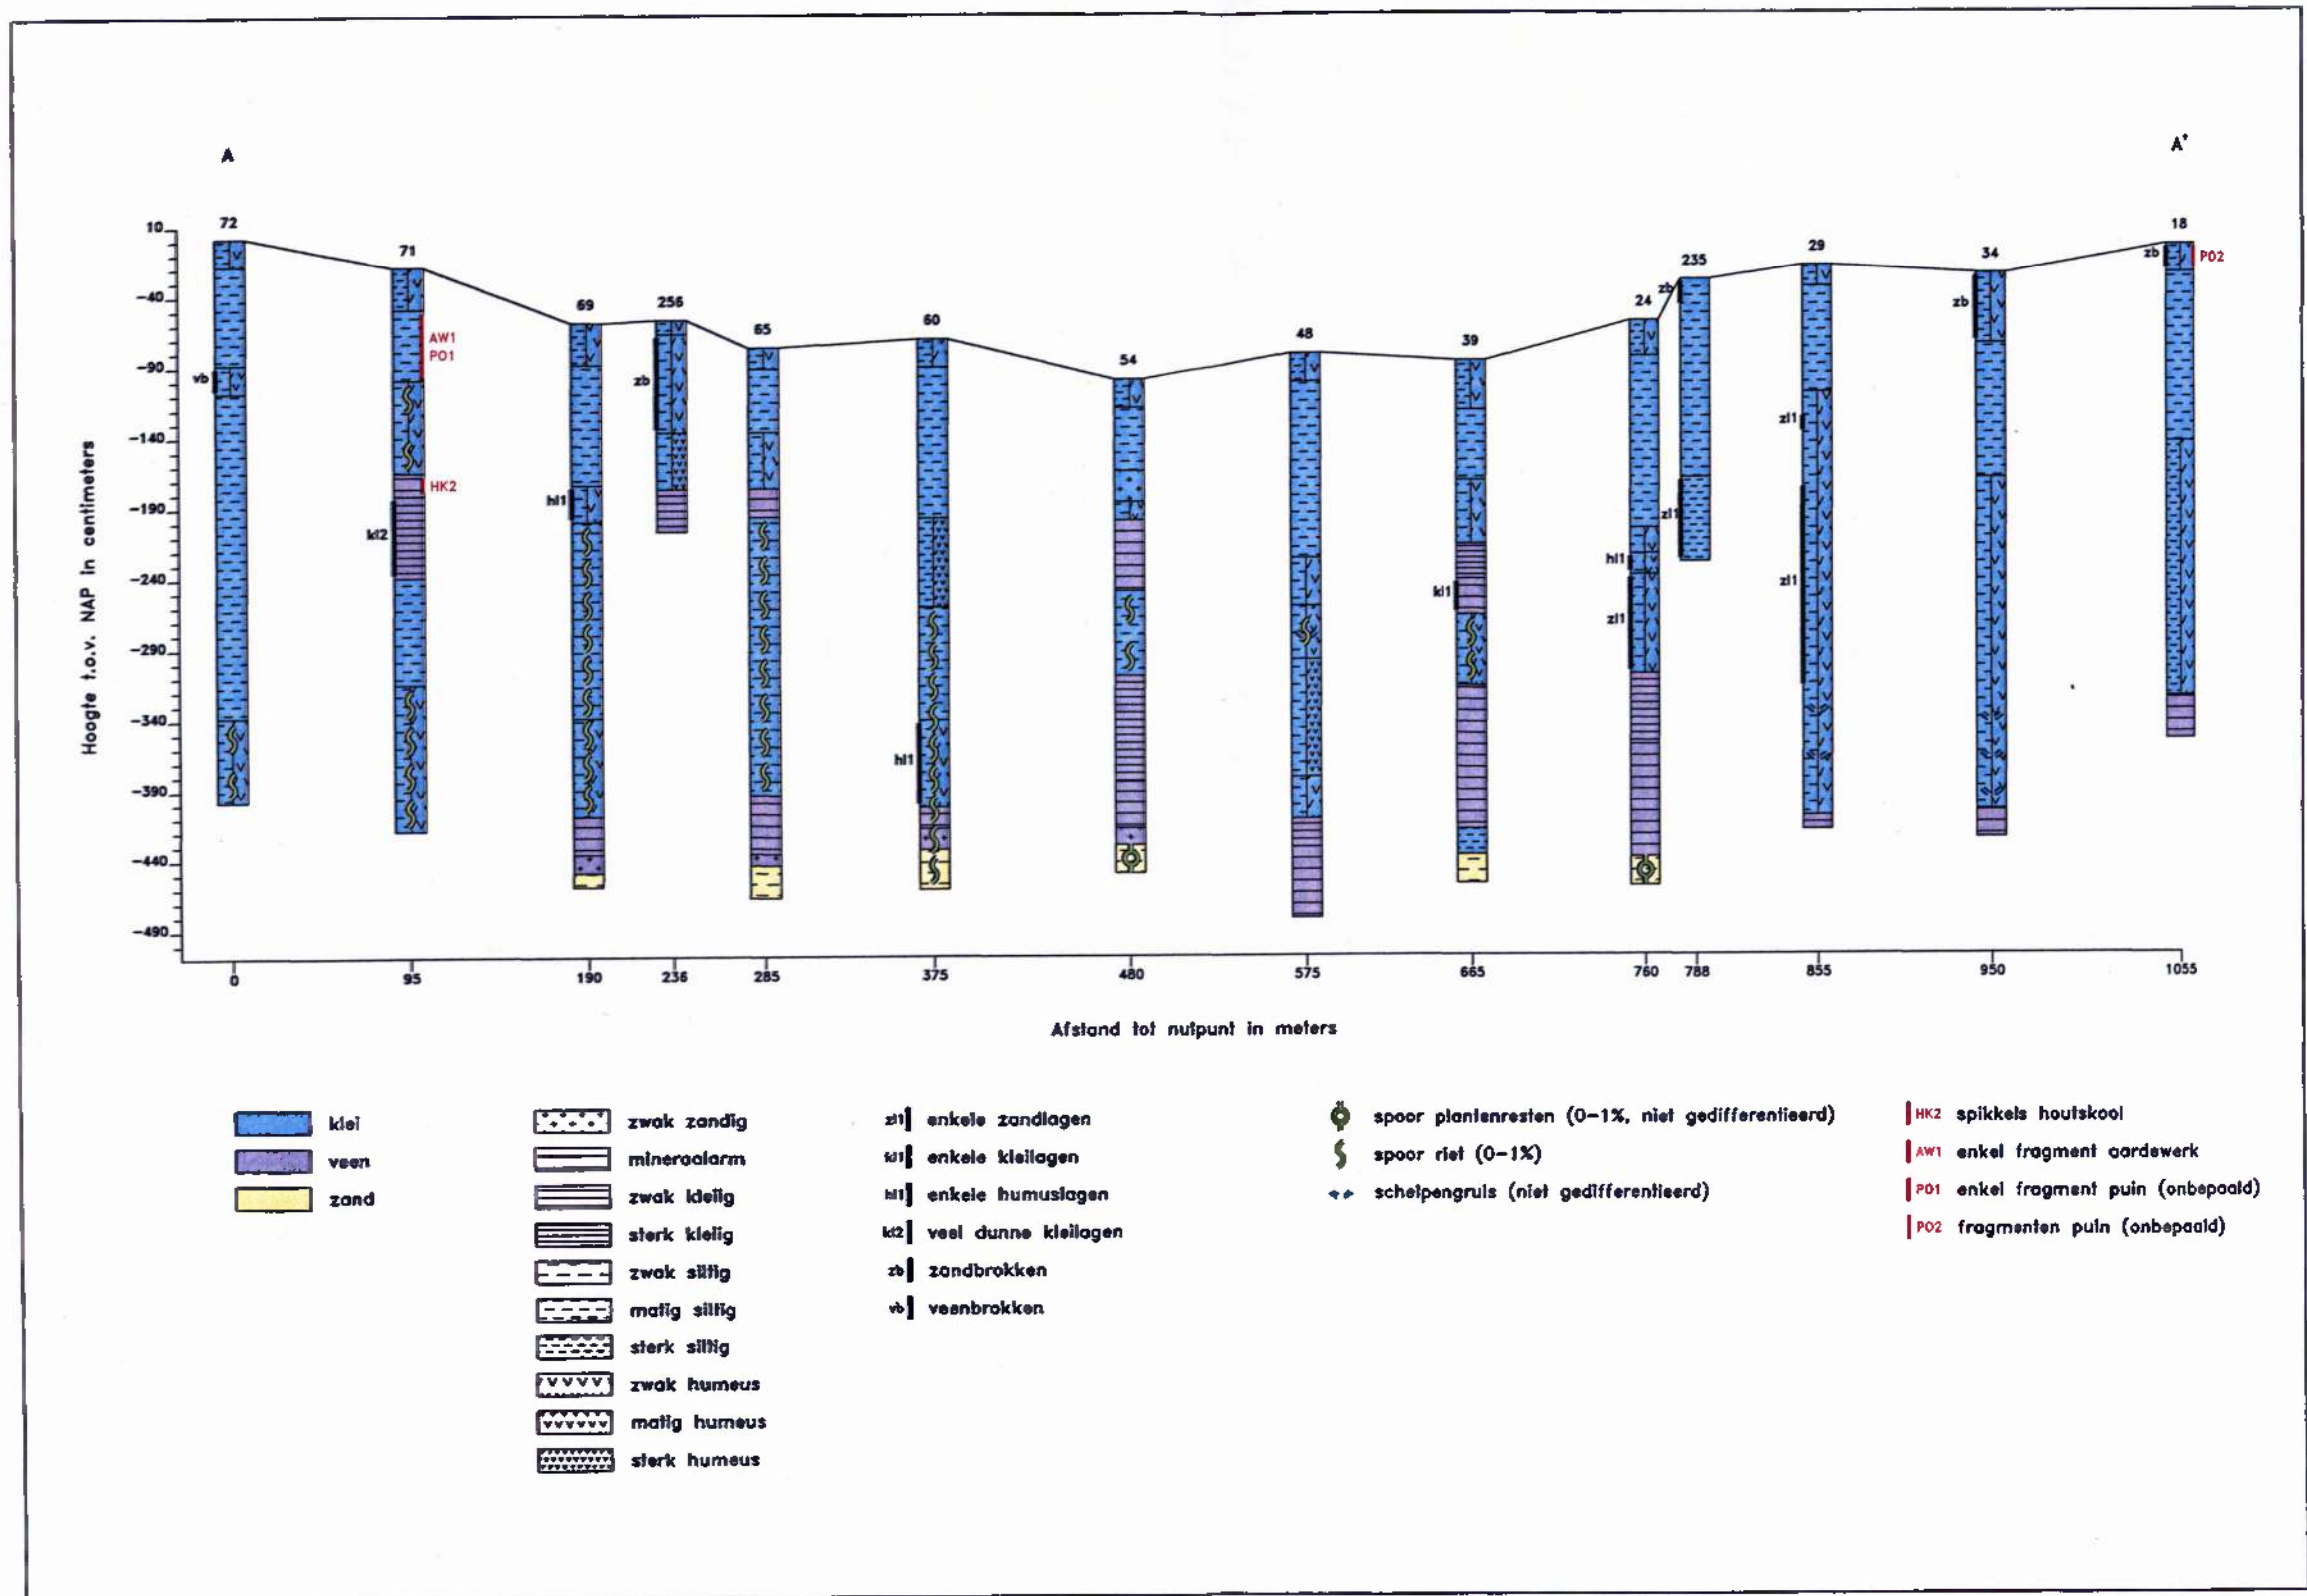 A
A'
72
71
69
256
65
60
54
48
39
24
235
29
34
18
10
-40
-90
-140
-190
-240
-290
-340
-390
-440
-490
Hoogte t.o.v. NAP in centimeters
vb
AW1
PO1
HK2
kl2
hl1
zb
hl1
kl1
hl1
zl1
zb
zl1
zl1
zl1
zb
zb
PO2
0
95
190
236
285
375
480
575
665
760
788
855
950
1055
Afstand tot nulpunt in meters
klei
veen
zand
zwak zandig
mineraalarm
zwak kleiig
sterk kleiig
zwak siltig
matig siltig
sterk siltig
zwak humeus
matig humeus
sterk humeus
zl1 enkele zandlagen
kl1 enkele kleilagen
hl1 enkele humuslagen
kl2 veel dunne kleilagen
zb zandbrokken
vb veenbrokken
spoor plantenresten (0-1%, niet gedifferentieerd)
spoor riet (0-1%)
schelpengruis (niet gedifferentieerd)
HK2 spikkels houtskool
AW1 enkel fragment aardewerk
PO1 enkel fragment puin (onbepaald)
PO2 fragmenten puin (onbepaald)